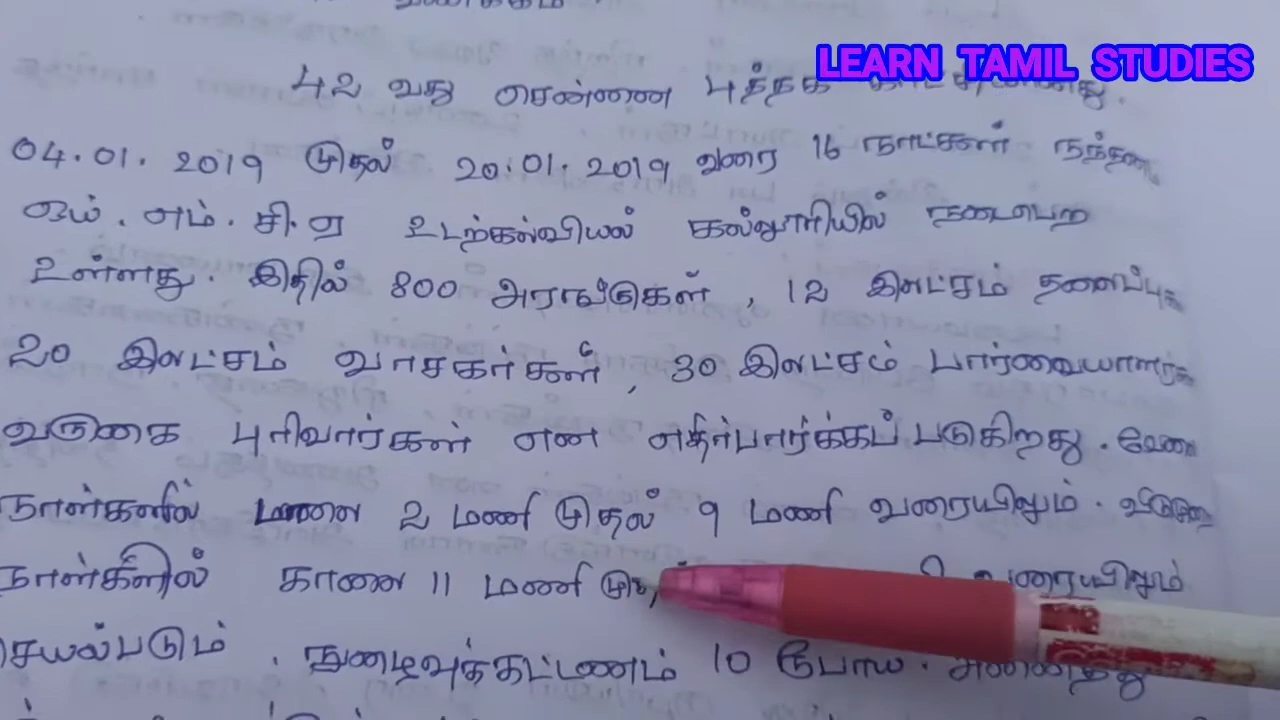 LEARN TAMIL STUDIES
42 வது சென்னை புத்தக
04.01.2019 முதல் 20.01.2019 வரை 16 நாட்கள்
ஒய்.எம்.சி.ஏ உடற்கல்வியல் கல்லூரியில் நடைபெற
உள்ளது. இதில் 800 அரங்குகள், 12 இலட்சம்
20 இலட்சம் வாசகர்கள், 30 இலட்சம்
வருகை புரிவார்கள் என எதிர்பார்க்கப்படுகிறது. வேலை
நாள்களில் மாலை 2 மணி முதல் 9 மணி வரையிலும்.
நாள்களில் காலை 11 மணி வரையிலும்
செயல்படும். நுழைவுக்கட்டணம் 10 ரூபாய். அனைத்து